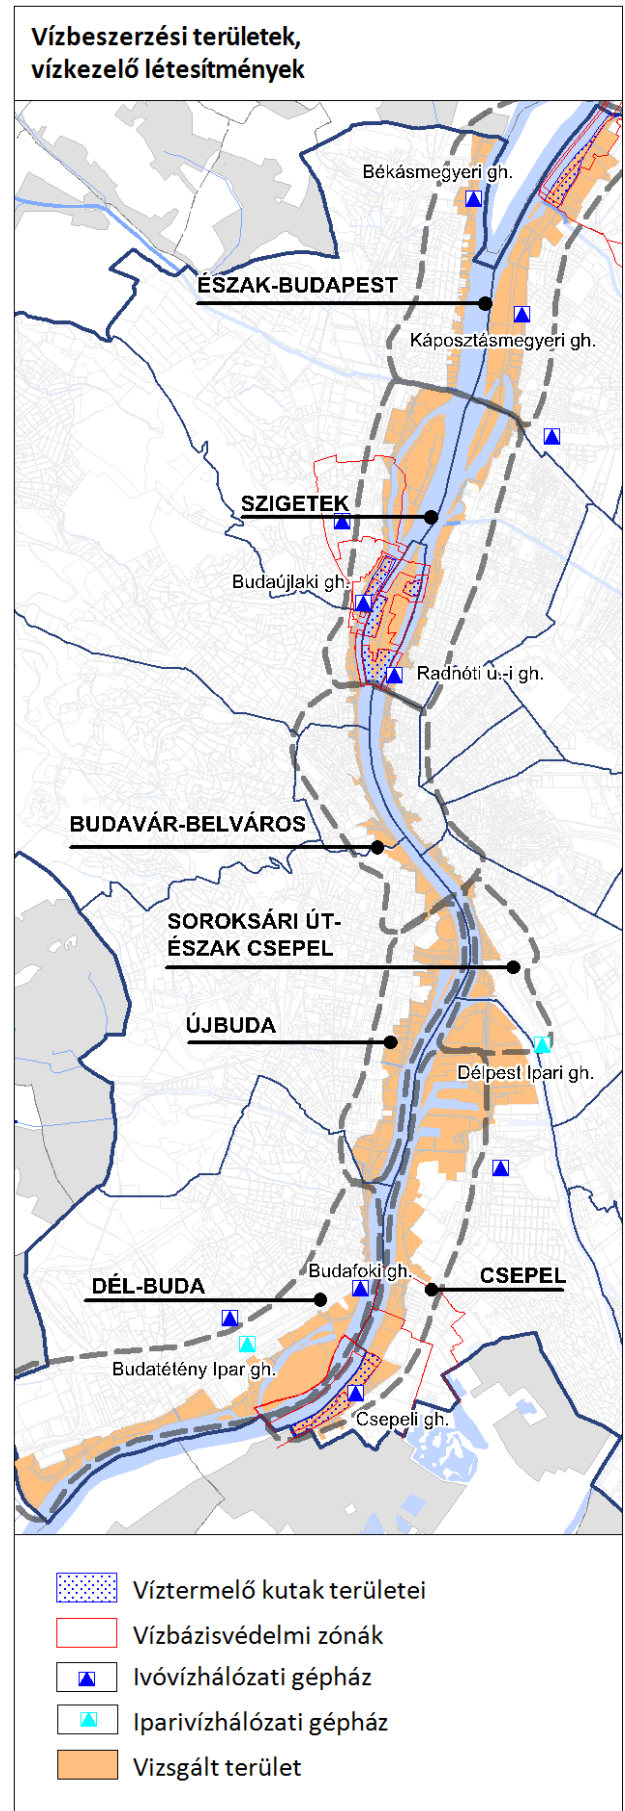 Vízbeszerzési területek,
vízkezelő létesítmények
Békásmegyeri gh.
ÉSZAK-BUDAPEST
Káposztásmegyeri gh.
SZIGETEK
Budaújlaki gh.
Radnóti u.-i gh.
BUDAVÁR-BELVÁROS
SOROKSÁRI ÚT-
ÉSZAK CSEPEL
ÚJBUDA
Délpest Ipari gh.
Budafoki gh.
CSEPEL
DÉL-BUDA
Budatétény Ipar gh.
Csepeli gh.
Víztermelő kutak területei
Vízbázisvédelmi zónák
Ivóvízhálózati gépház
Iparivízhálózati gépház
Vizsgált terület